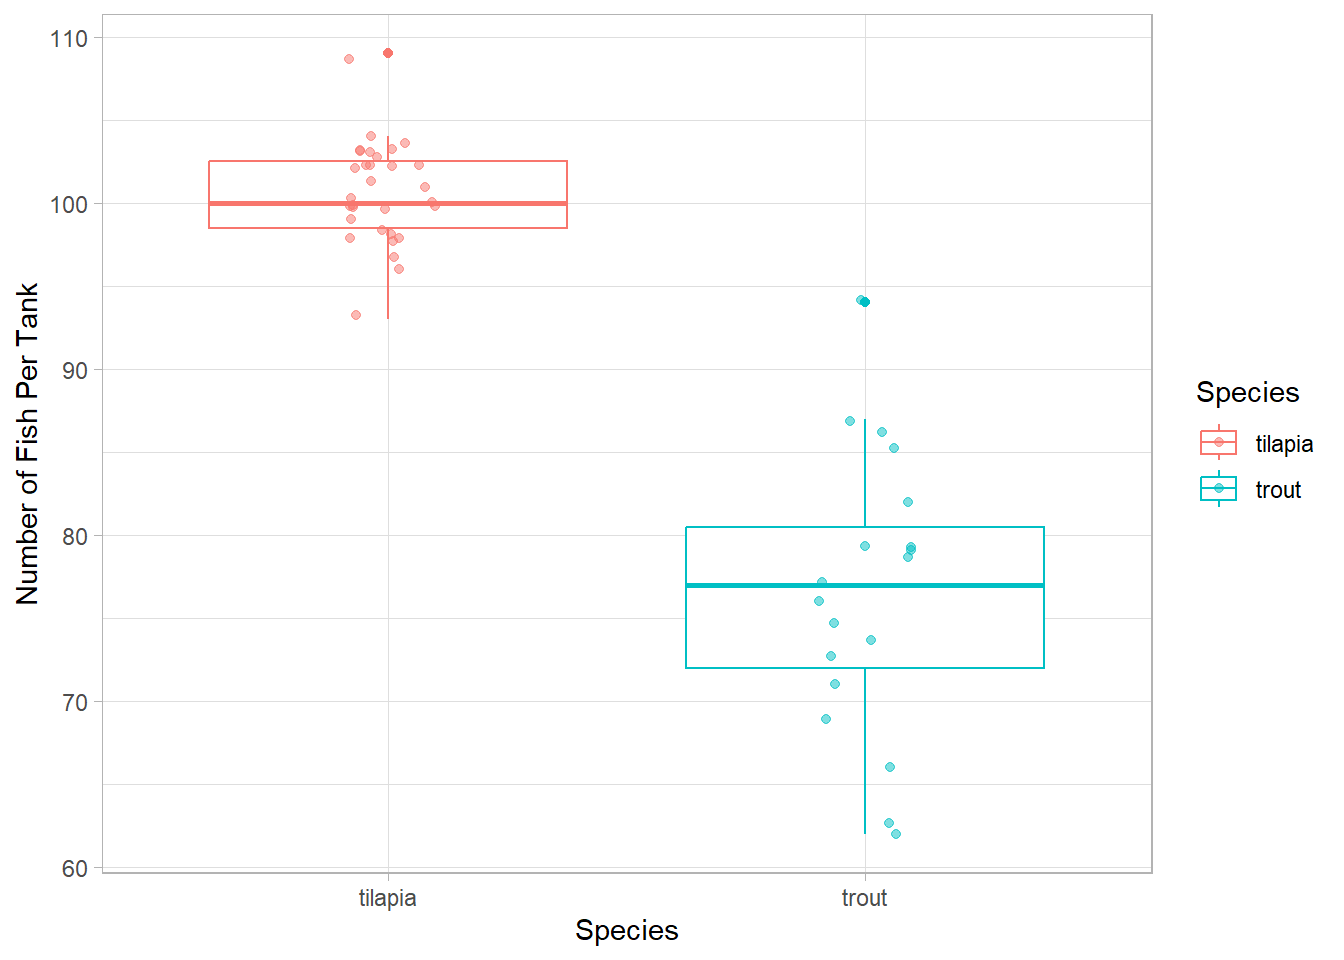 110
100
90
80
70
60
Number of Fish Per Tank
tilapia
trout
Species
Species
tilapia
trout